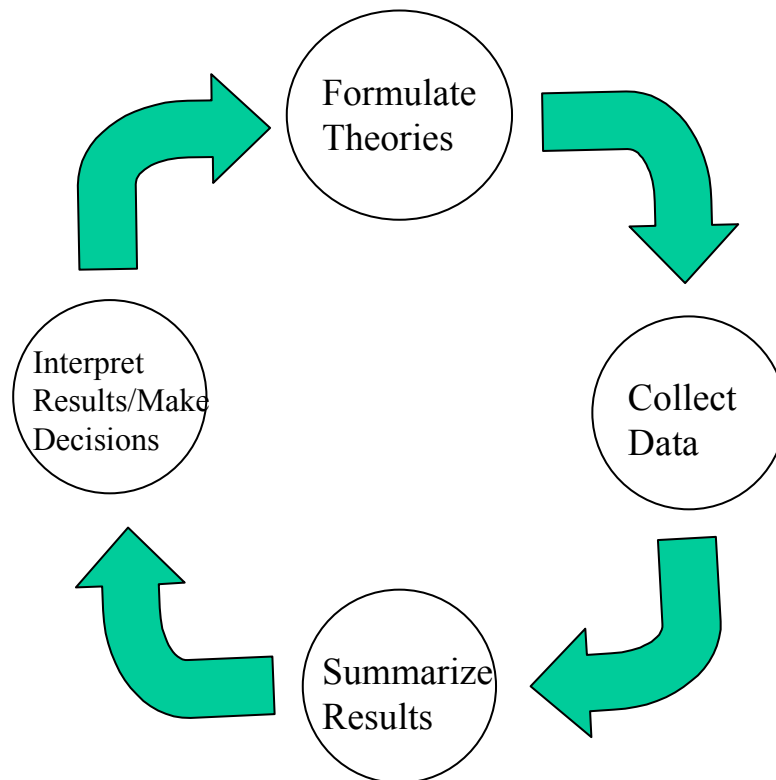 Formulate
Theories
Collect
Data
Summarize
Results
Interpret
Results/Make
Decisions